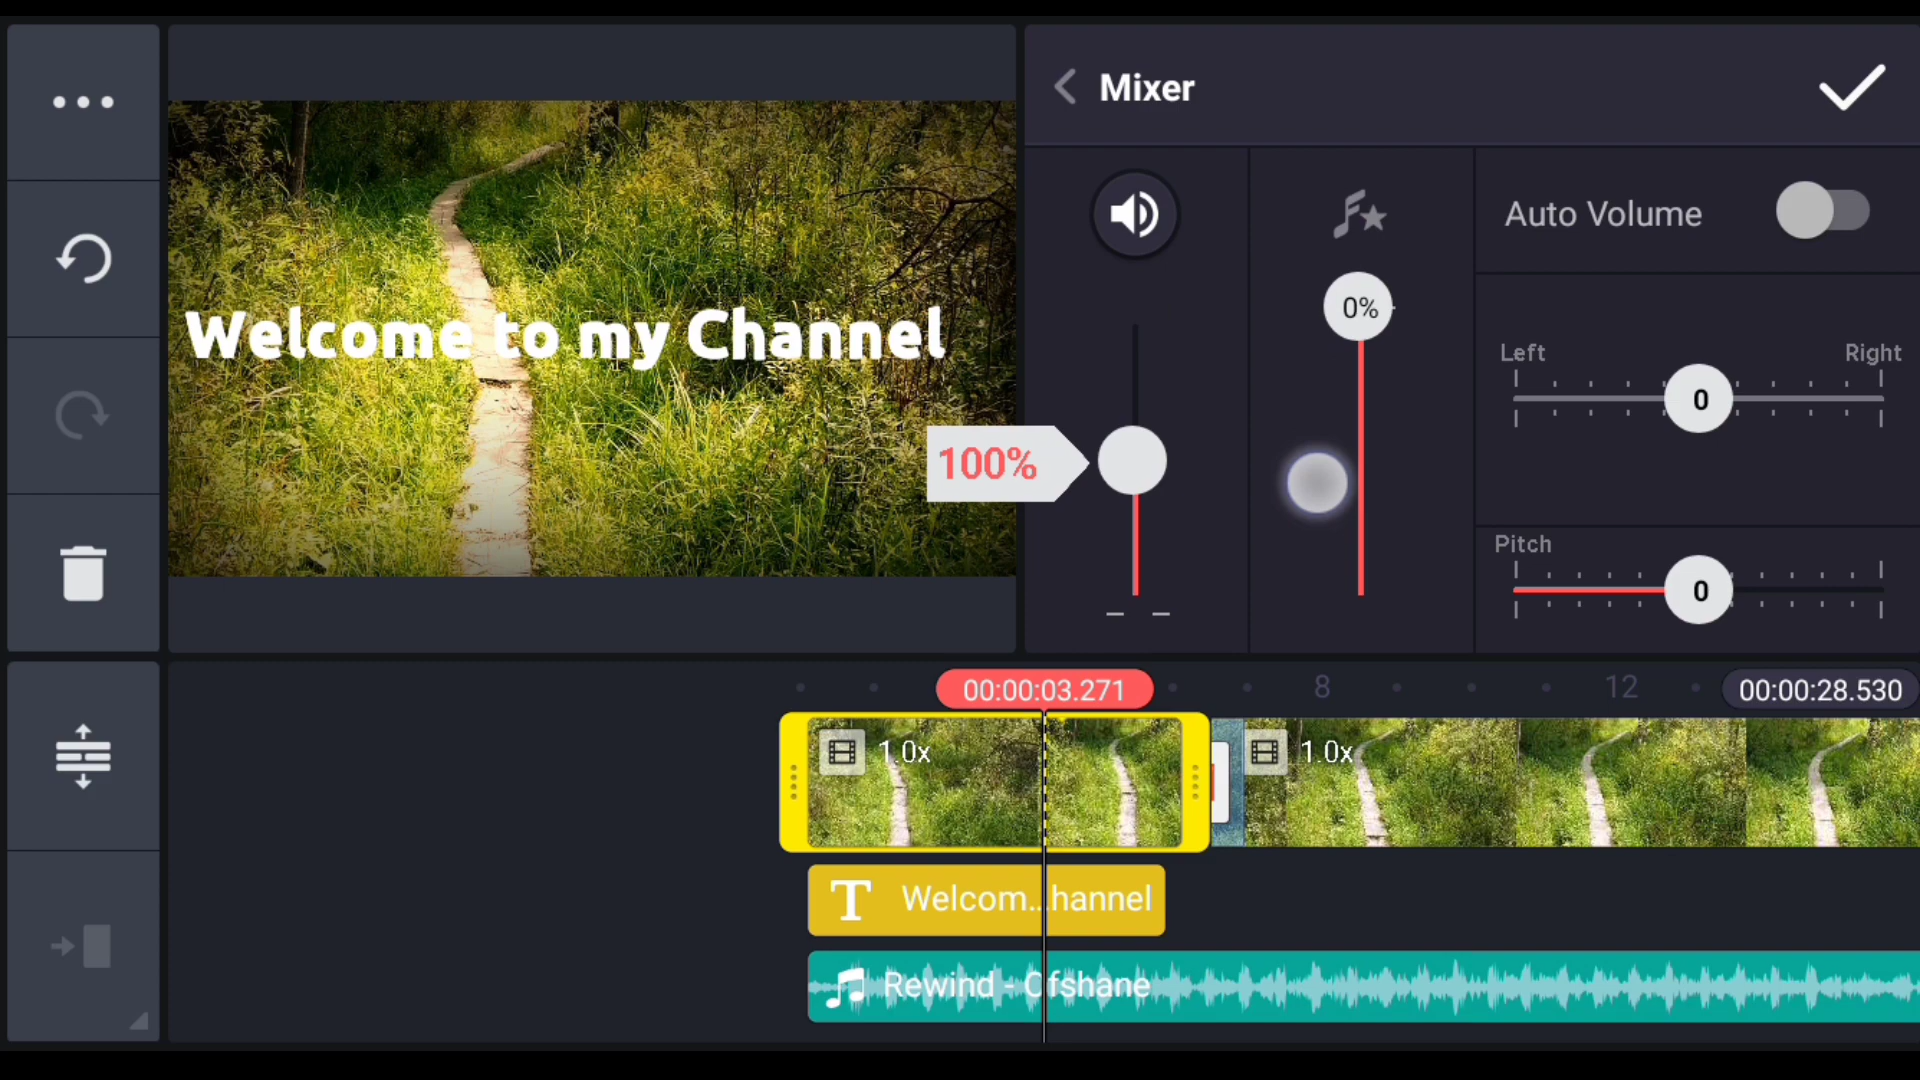 Mixer
Auto Volume
0%
Left
Right
0
Welcome to my Channel
100%
Pitch
0
00:00:03.271
8
12
00:00:28.530
1.0x
1.0x
T
Welcom...hannel
Rewind - Ofshane